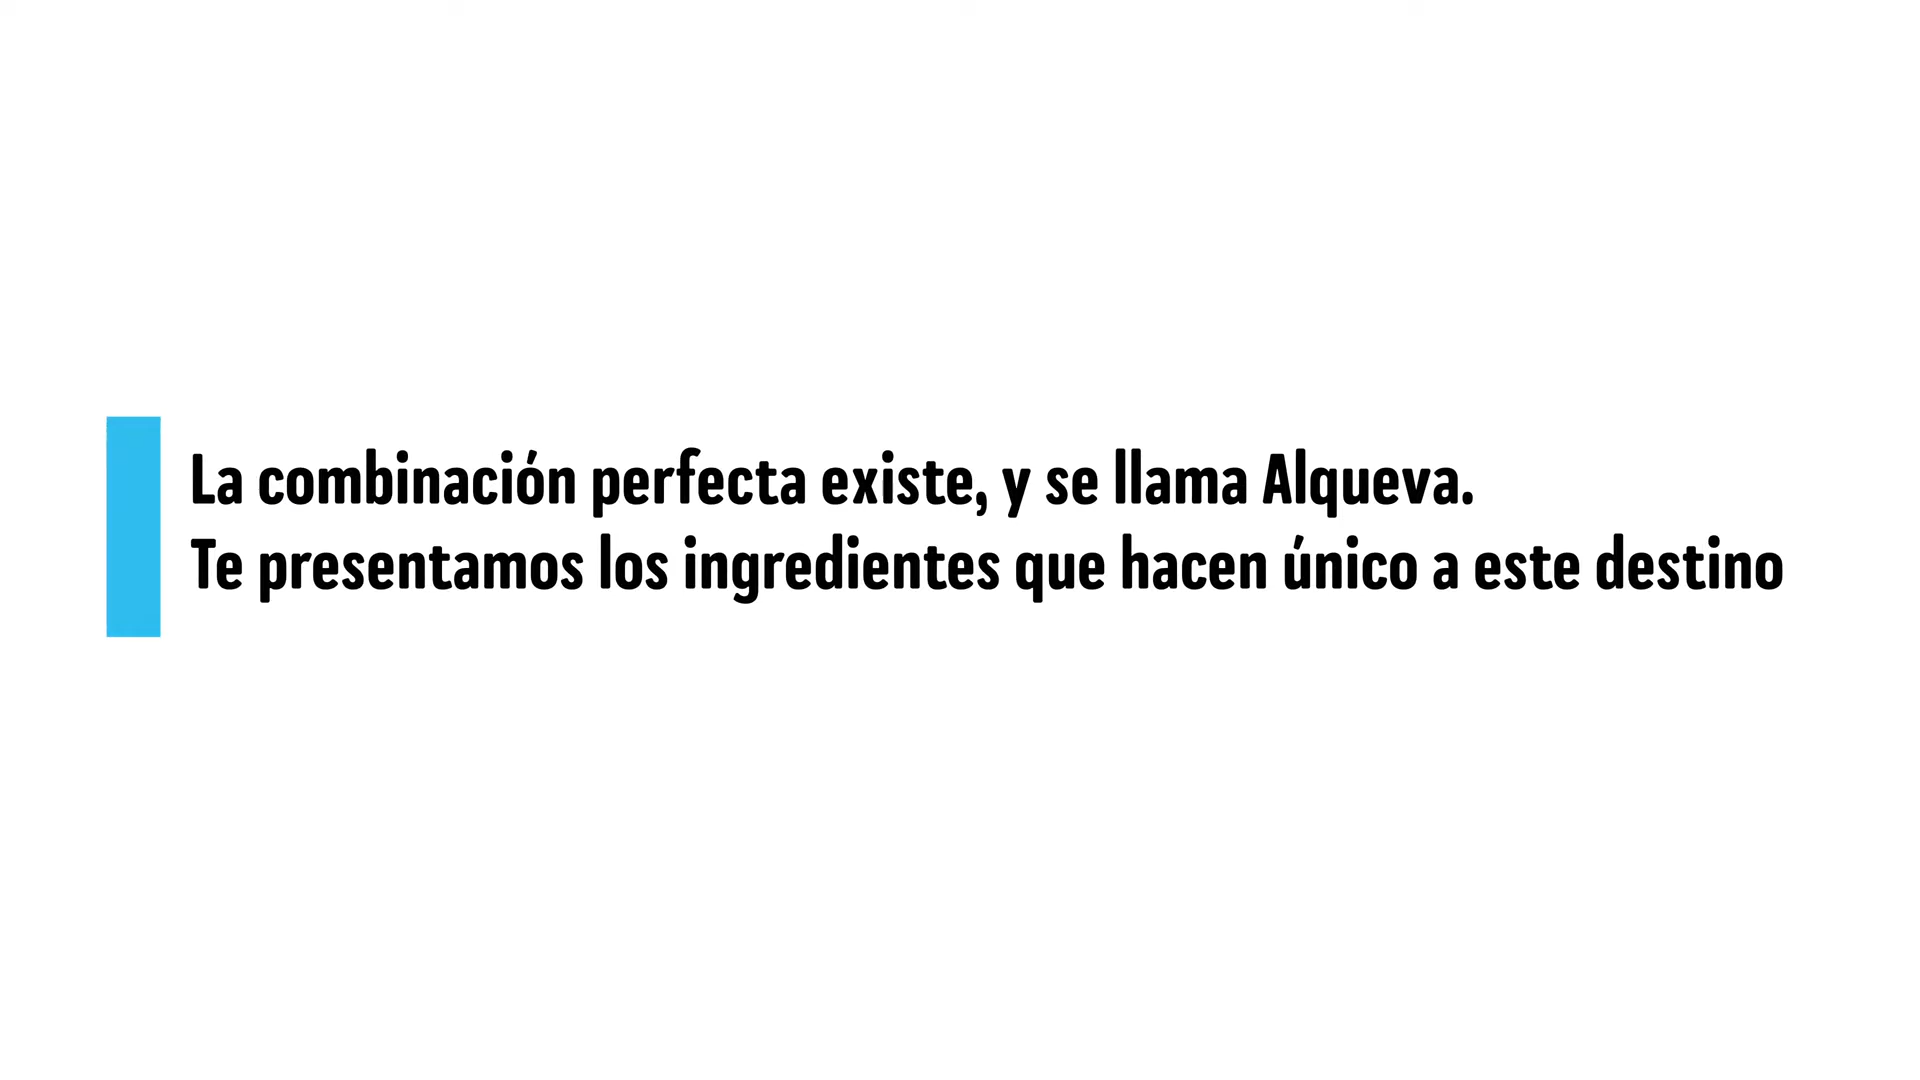 La combinación perfecta existe, y se llama Alqueva.
Te presentamos los ingredientes que hacen único a este destino